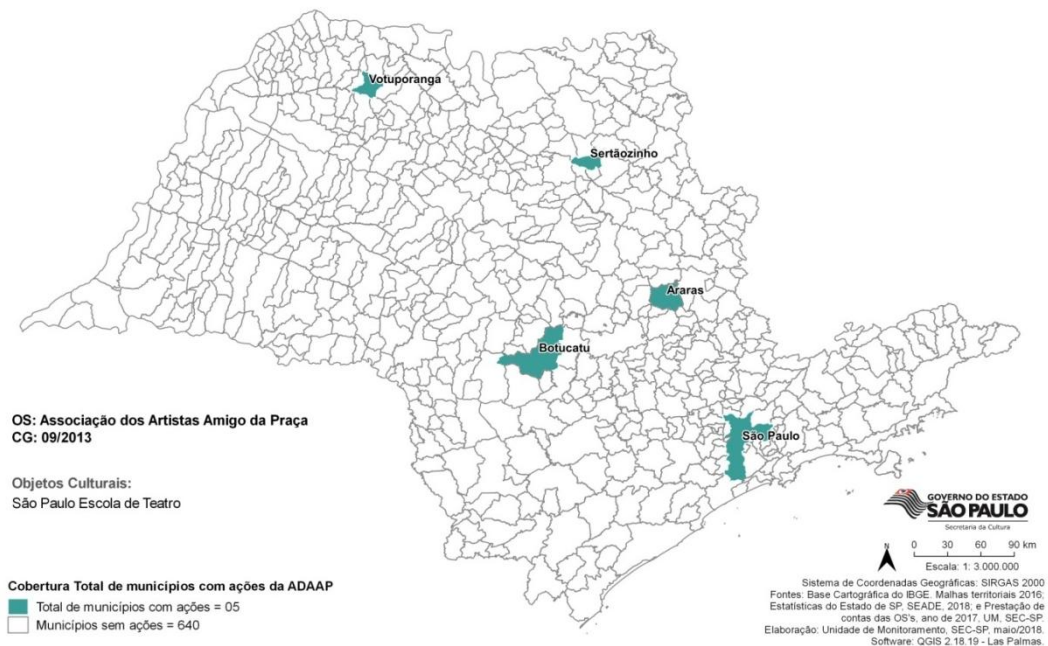 Votuporanga
Sertãozinho
Araras
Botucatu
São Paulo
OS: Associação dos Artistas Amigo da Praça
CG: 09/2013
Objetos Culturais:
São Paulo Escola de Teatro
Cobertura Total de municípios com ações da ADAAP
Total de municípios com ações = 05
Municípios sem ações = 640
GOVERNO DO ESTADO
SÃO PAULO
Secretaria da Cultura
N
0 30 60 90 km
Escala: 1: 3.000.000
Sistema de Coordenadas Geográficas: SIRGAS 2000
Fontes: Base Cartográfica do IBGE. Malhas territoriais 2016;
Estatísticas do Estado de SP, SEADE, 2018; e Prestação de
contas das OS's, ano de 2017, UM, SEC-SP.
Elaboração: Unidade de Monitoramento, SEC-SP, maio/2018.
Software: QGIS 2.18.19 - Las Palmas.